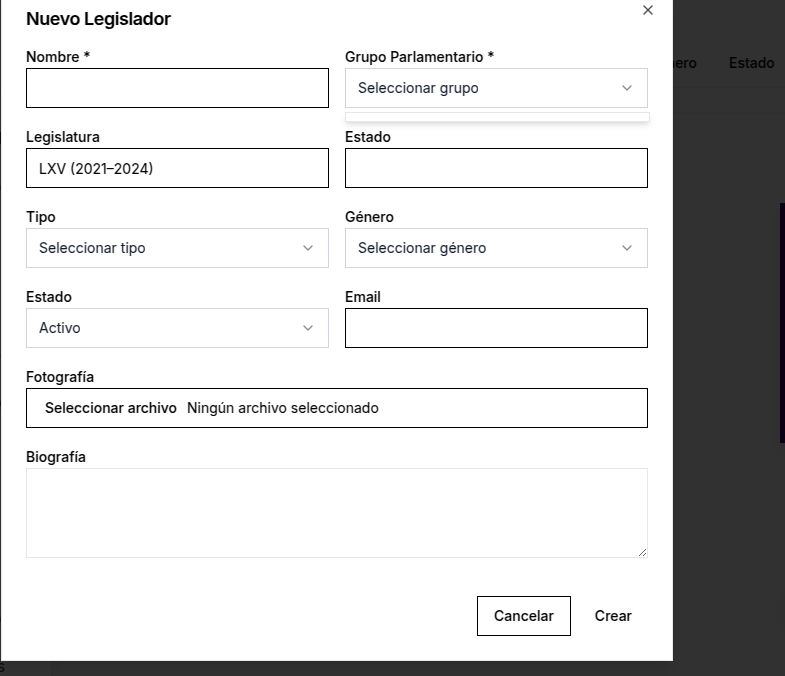 Nuevo Legislador
Nombre *
Grupo Parlamentario *
Seleccionar grupo
Legislatura
Estado
LXV (2021–2024)
Tipo
Género
Seleccionar tipo
Seleccionar género
Estado
Email
Activo
Fotografía
Seleccionar archivo Ningún archivo seleccionado
Biografía
Cancelar
Crear
Estado